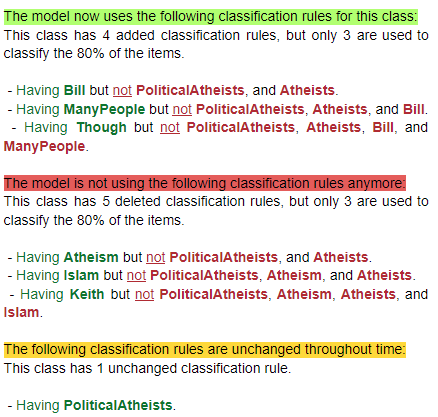 The model now uses the following classification rules for this class:
This class has 4 added classification rules, but only 3 are used to
classify the 80% of the items.
- Having Bill but not PoliticalAtheists, and Atheists.
- Having ManyPeople but not PoliticalAtheists, Atheists, and Bill.
- Having Though but not PoliticalAtheists, Atheists, Bill, and
ManyPeople.
The model is not using the following classification rules anymore:
This class has 5 deleted classification rules, but only 3 are used to
classify the 80% of the items.
- Having Atheism but not PoliticalAtheists, and Atheists.
- Having Islam but not PoliticalAtheists, Atheism, and Atheists.
- Having Keith but not PoliticalAtheists, Atheism, Atheists, and
Islam.
The following classification rules are unchanged throughout time:
This class has 1 unchanged classification rule.
- Having PoliticalAtheists.